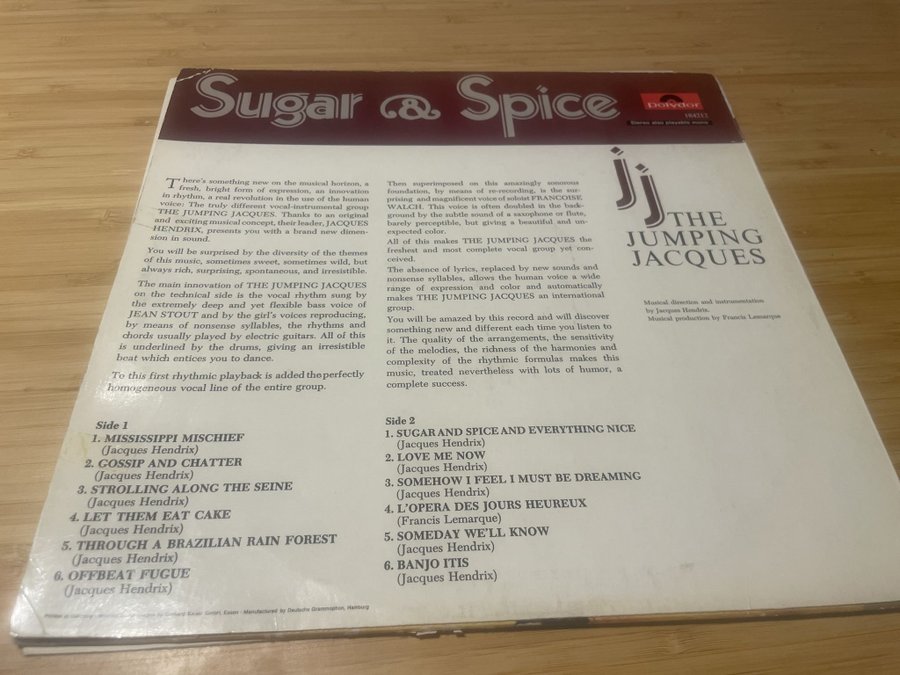 Sugar & Spice
Polydor
184317
Stereo also playable mono
There's something new on the musical horizon, a
fresh, bright form of expression, an innovation
in rhythm, a real revolution in the use of the human
voice: The truly different vocal-instrumental group
THE JUMPING JACQUES. Thanks to an original
and exciting musical concept, their leader, JACQUES
HENDRIX, presents you with a brand new dimen-
sion in sound.
You will be surprised by the diversity of the themes
of this music, sometimes sweet, sometimes wild, but
always rich, surprising, spontaneous, and irresistible.
The main innovation of THE JUMPING JACQUES
on the technical side is the vocal rhythm sung by
the extremely deep and yet flexible bass voice of
JEAN STOUT and by the girl's voices reproducing,
by means of nonsense syllables, the rhythms and
chords usually played by electric guitars. All of this
is underlined by the drums, giving an irresistible
beat which entices you to dance.
To this first rhythmic playback is added the perfectly
homogeneous vocal line of the entire group.
Then superimposed on this amazingly sonorous
foundation, by means of re-recording, is the sur-
prising and magnificent voice of soloist FRANCOISE
WALCH. This voice is often doubled in the back-
ground by the subtle sound of a saxophone or flute,
barely perceptible, but giving a beautiful and un-
expected color.
All of this makes THE JUMPING JACQUES the
freshest and most complete vocal group yet con-
ceived.
The absence of lyrics, replaced by new sounds and
nonsense syllables, allows the human voice a wide
range of expression and color and automatically
makes THE JUMPING JACQUES an international
group.
You will be amazed by this record and will discover
something new and different each time you listen to
it. The quality of the arrangements, the sensitivity
of the melodies, the richness of the harmonies and
complexity of the rhythmic formulas makes this
music, treated nevertheless with lots of humor, a
complete success.
jj
THE
JUMPING
JACQUES
Musical direction and instrumentation
by Jacques Hendrix.
Musical production by Francis Lemarque
Side 1
1. MISSISSIPPI MISCHIEF
(Jacques Hendrix)
2. GOSSIP AND CHATTER
(Jacques Hendrix)
3. STROLLING ALONG THE SEINE
(Jacques Hendrix)
4. LET THEM EAT CAKE
(Jacques Hendrix)
5. THROUGH A BRAZILIAN RAIN FOREST
(Jacques Hendrix)
6. OFFBEAT FUGUE
(Jacques Hendrix)
Side 2
1. SUGAR AND SPICE AND EVERYTHING NICE
(Jacques Hendrix)
2. LOVE ME NOW
(Jacques Hendrix)
3. SOMEHOW I FEEL I MUST BE DREAMING
(Jacques Hendrix)
4. L'OPERA DES JOURS HEUREUX
(Francis Lemarque)
5. SOMEDAY WE'LL KNOW
(Jacques Hendrix)
6. BANJO ITIS
(Jacques Hendrix)
GmbH, Essen · Manufactured by Deutsche Grammophon, Hamburg